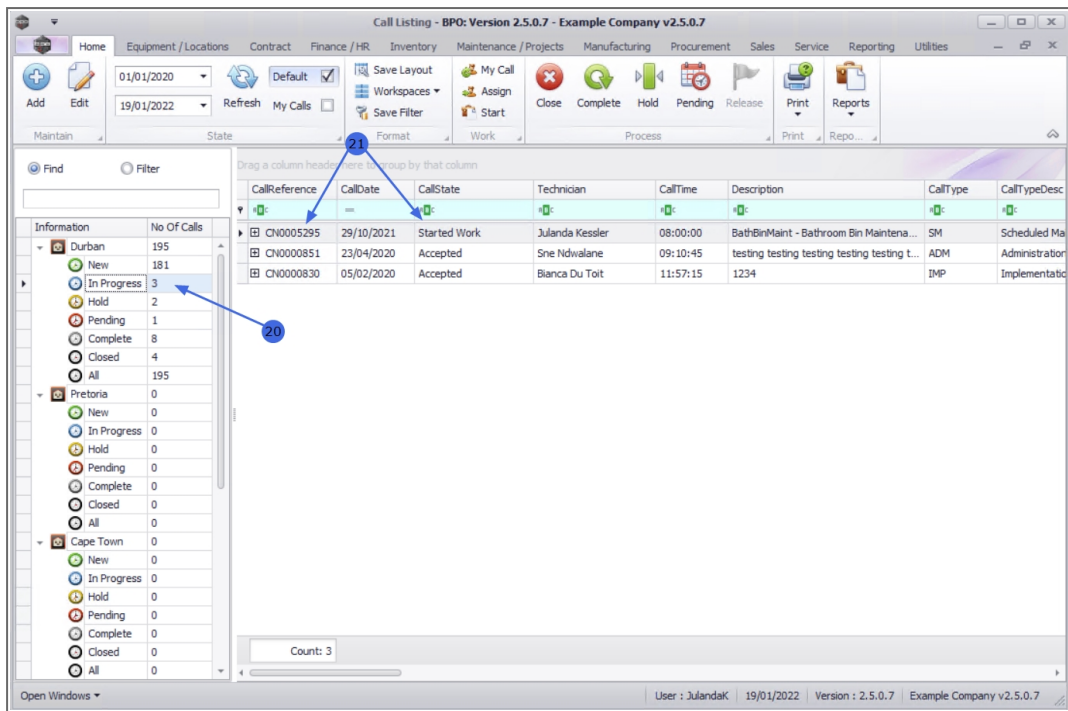 Call Listing - BPO: Version 2.5.0.7 - Example Company v2.5.0.7
Home Equipment / Locations Contract Finance / HR Inventory Maintenance / Projects Manufacturing Procurement Sales Service Reporting Utilities
01/01/2020 Default Save Layout My Call
Workspaces Assign
Add Edit Refresh Close Complete Hold Pending Release Print Reports
19/01/2022 My Calls Save Filter Start
Maintain State Format Work Process Print Repo...
21
Find Filter Drag a column header here to group by that column
CallReference CallDate CallState Technician CallTime Description CallType CallTypeDesc
Information No Of Calls CN0005295 29/10/2021 Started Work Julanda Kessler 08:00:00 BathBinMaint - Bathroom Bin Maintena... SM Scheduled Ma
Durban 195 CN0000851 23/04/2020 Accepted Sne Ndwalane 09:10:45 testing testing testing testing testing t... ADM Administration
New 181 CN0000830 05/02/2020 Accepted Bianca Du Toit 11:57:15 1234 IMP Implementatic
In Progress 3
Hold 2
Pending 1
20
Complete 8
Closed 4
All 195
Pretoria 0
New 0
In Progress 0
Hold 0
Pending 0
Complete 0
Closed 0
All 0
Cape Town 0
New 0
In Progress 0
Hold 0
Pending 0
Complete 0
Closed 0 Count: 3
All 0
Open Windows User : JulandaK 19/01/2022 Version : 2.5.0.7 Example Company v2.5.0.7